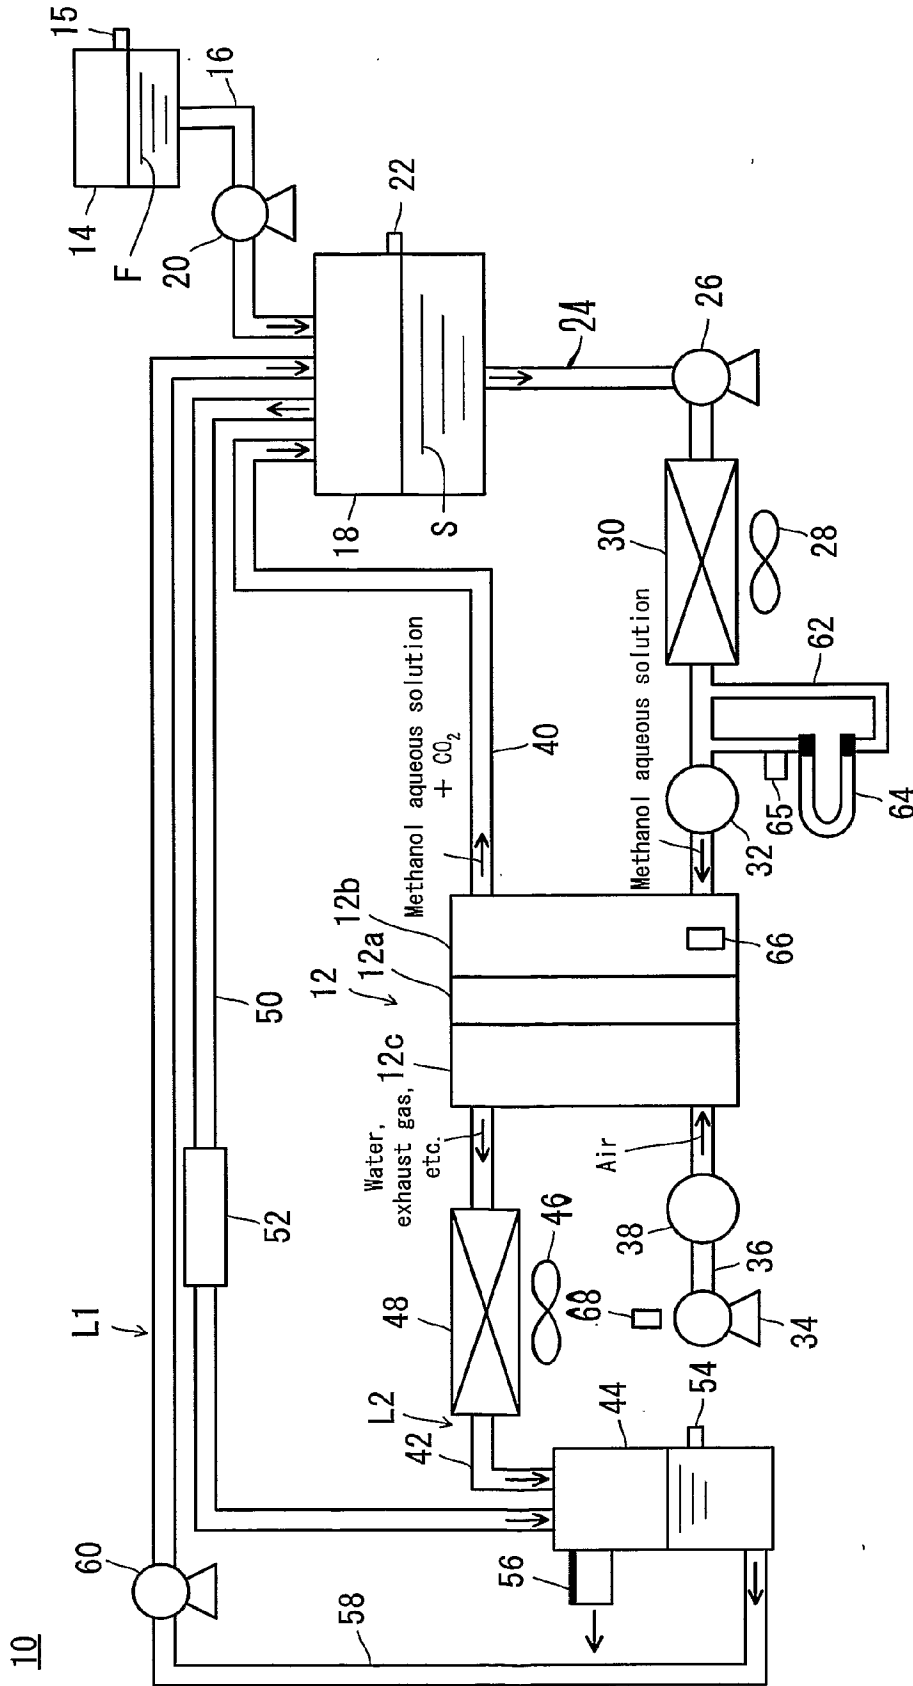 10
15
16
14
F
20
22
18
S
24
26
30
28
Methanol aqueous solution
62
65
64
32
Methanol aqueous solution
+ CO₂
40
12
12a
12b
12c
66
50
52
L1
Water,
exhaust gas,
etc.
Air
48
46
38
36
68
34
L2
42
44
54
56
60
58